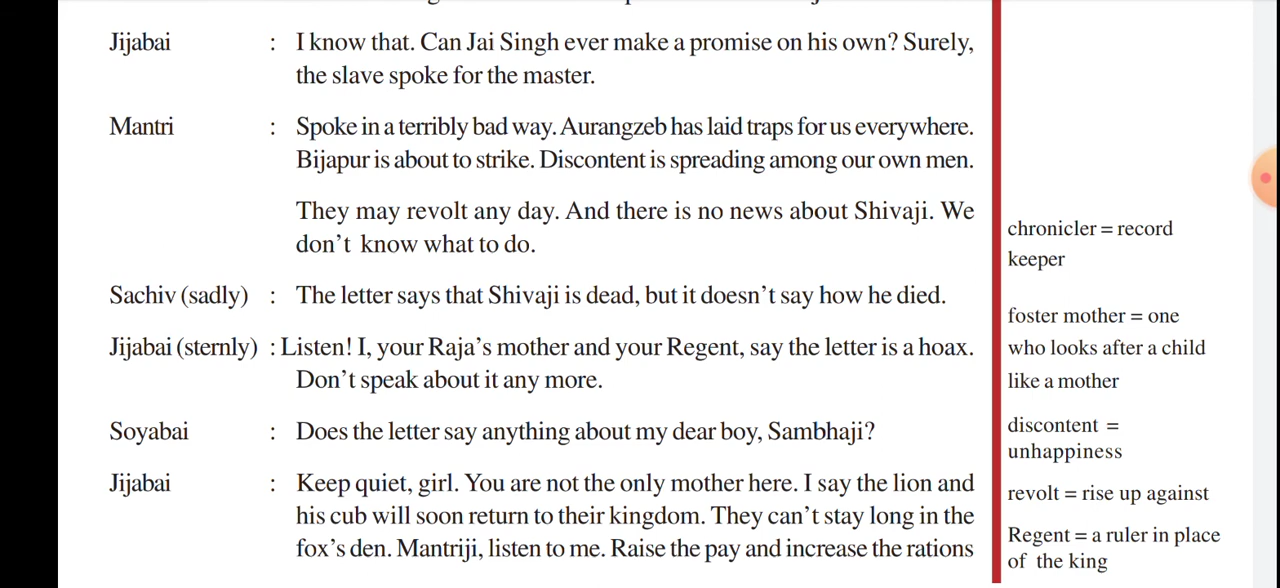 Jijabai : I know that. Can Jai Singh ever make a promise on his own? Surely,
the slave spoke for the master.
Mantri : Spoke in a terribly bad way. Aurangzeb has laid traps for us everywhere.
Bijapur is about to strike. Discontent is spreading among our own men.
They may revolt any day. And there is no news about Shivaji. We
don't know what to do.
Sachiv (sadly) : The letter says that Shivaji is dead, but it doesn't say how he died.
Jijabai (sternly) : Listen! I, your Raja's mother and your Regent, say the letter is a hoax.
Don't speak about it any more.
Soyabai : Does the letter say anything about my dear boy, Sambhaji?
Jijabai : Keep quiet, girl. You are not the only mother here. I say the lion and
his cub will soon return to their kingdom. They can't stay long in the
fox's den. Mantriji, listen to me. Raise the pay and increase the rations
chronicler = record
keeper
foster mother = one
who looks after a child
like a mother
discontent =
unhappiness
revolt = rise up against
Regent = a ruler in place
of the king